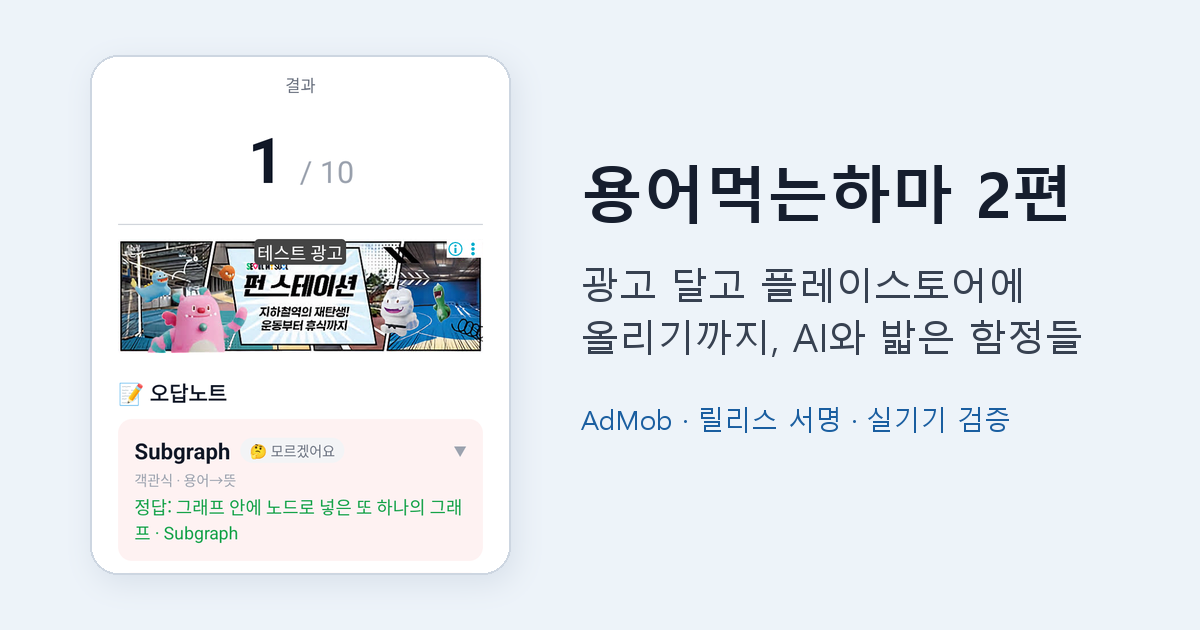 결과
1 / 10
테스트 광고
펀 스테이션
지하철역의 재탄생!
운동부터 휴식까지
📝 오답노트
Subgraph 🤔 모르겠어요 ▼
객관식 · 용어→뜻
정답: 그래프 안에 노드로 넣은 또 하나의 그래
프 · Subgraph
용어먹는하마 2편
광고 달고 플레이스토어에
올리기까지, AI와 밟은 함정들
AdMob · 릴리스 서명 · 실기기 검증